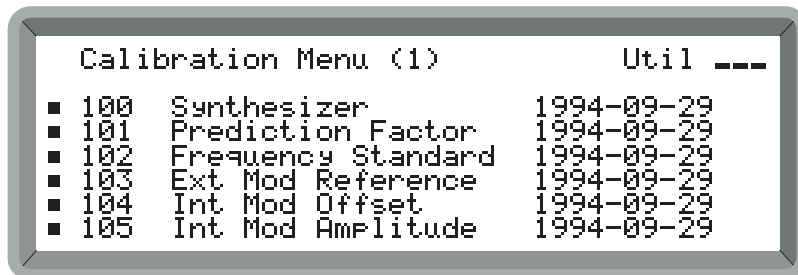 Calibration Menu (1) Util ___
▪ 100 Synthesizer 1994-09-29
▪ 101 Prediction Factor 1994-09-29
▪ 102 Frequency Standard 1994-09-29
▪ 103 Ext Mod Reference 1994-09-29
▪ 104 Int Mod Offset 1994-09-29
▪ 105 Int Mod Amplitude 1994-09-29